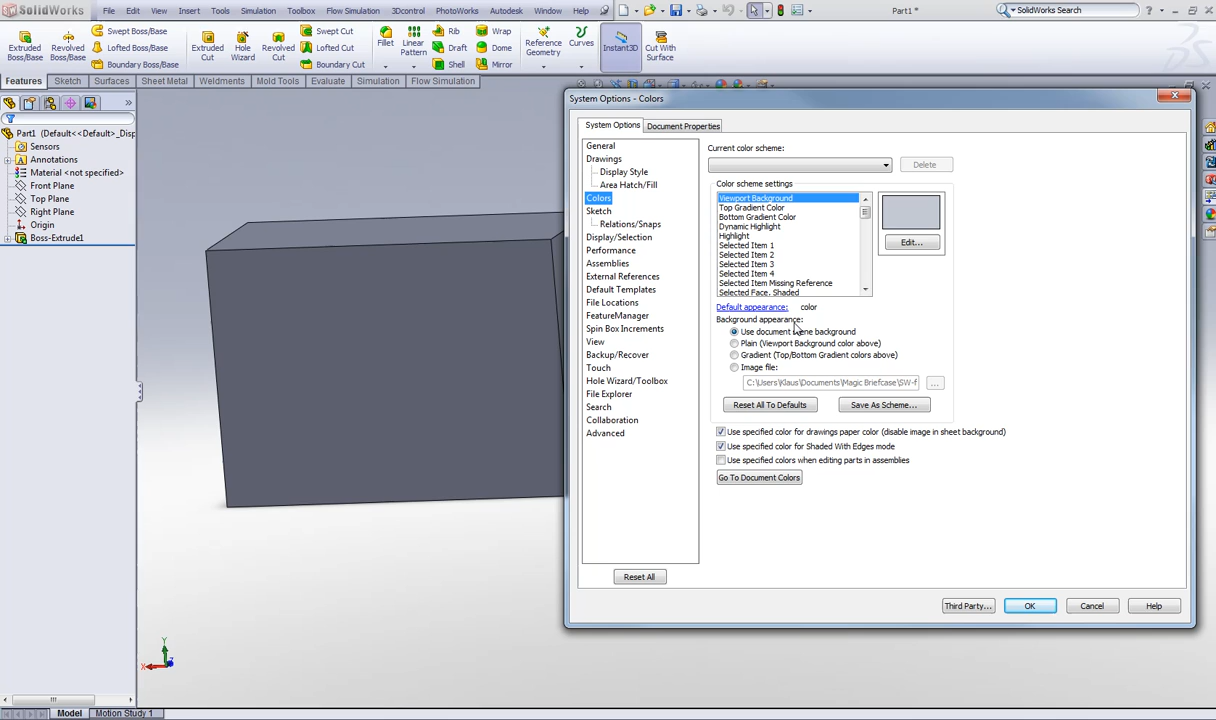 SolidWorks File Edit View Insert Tools Simulation Toolbox Flow Simulation 3Dcontrol PhotoWorks Autodesk Window Help Part1 * SolidWorks Search
Extruded Boss/Base
Revolved Boss/Base
Swept Boss/Base
Lofted Boss/Base
Boundary Boss/Base
Extruded Cut
Hole Wizard
Revolved Cut
Swept Cut
Lofted Cut
Boundary Cut
Fillet
Linear Pattern
Rib
Draft
Shell
Wrap
Dome
Mirror
Reference Geometry
Curves
Instant3D
Cut With Surface
Features Sketch Surfaces Sheet Metal Weldments Mold Tools Evaluate Simulation Flow Simulation
Part1 (Default<<Default>_Disp
Sensors
Annotations
Material <not specified>
Front Plane
Top Plane
Right Plane
Origin
Boss-Extrude1
System Options - Colors
System Options Document Properties
General
Drawings
Display Style
Area Hatch/Fill
Colors
Sketch
Relations/Snaps
Display/Selection
Performance
Assemblies
External References
Default Templates
File Locations
FeatureManager
Spin Box Increments
View
Backup/Recover
Touch
Hole Wizard/Toolbox
File Explorer
Search
Collaboration
Advanced
Reset All
Current color scheme:
Delete
Color scheme settings
Viewport Background
Top Gradient Color
Bottom Gradient Color
Dynamic Highlight
Highlight
Selected Item 1
Selected Item 2
Selected Item 3
Selected Item 4
Selected Item Missing Reference
Selected Face, Shaded
Edit...
Default appearance: color
Background appearance:
Use document scene background
Plain (Viewport Background color above)
Gradient (Top/Bottom Gradient colors above)
Image file:
C:\Users\Klaus\Documents\Magic Briefcase\SW-f ...
Reset All To Defaults Save As Scheme...
Use specified color for drawings paper color (disable image in sheet background)
Use specified color for Shaded With Edges mode
Use specified colors when editing parts in assemblies
Go To Document Colors
Third Party... OK Cancel Help
Y
X
Z
Model Motion Study 1